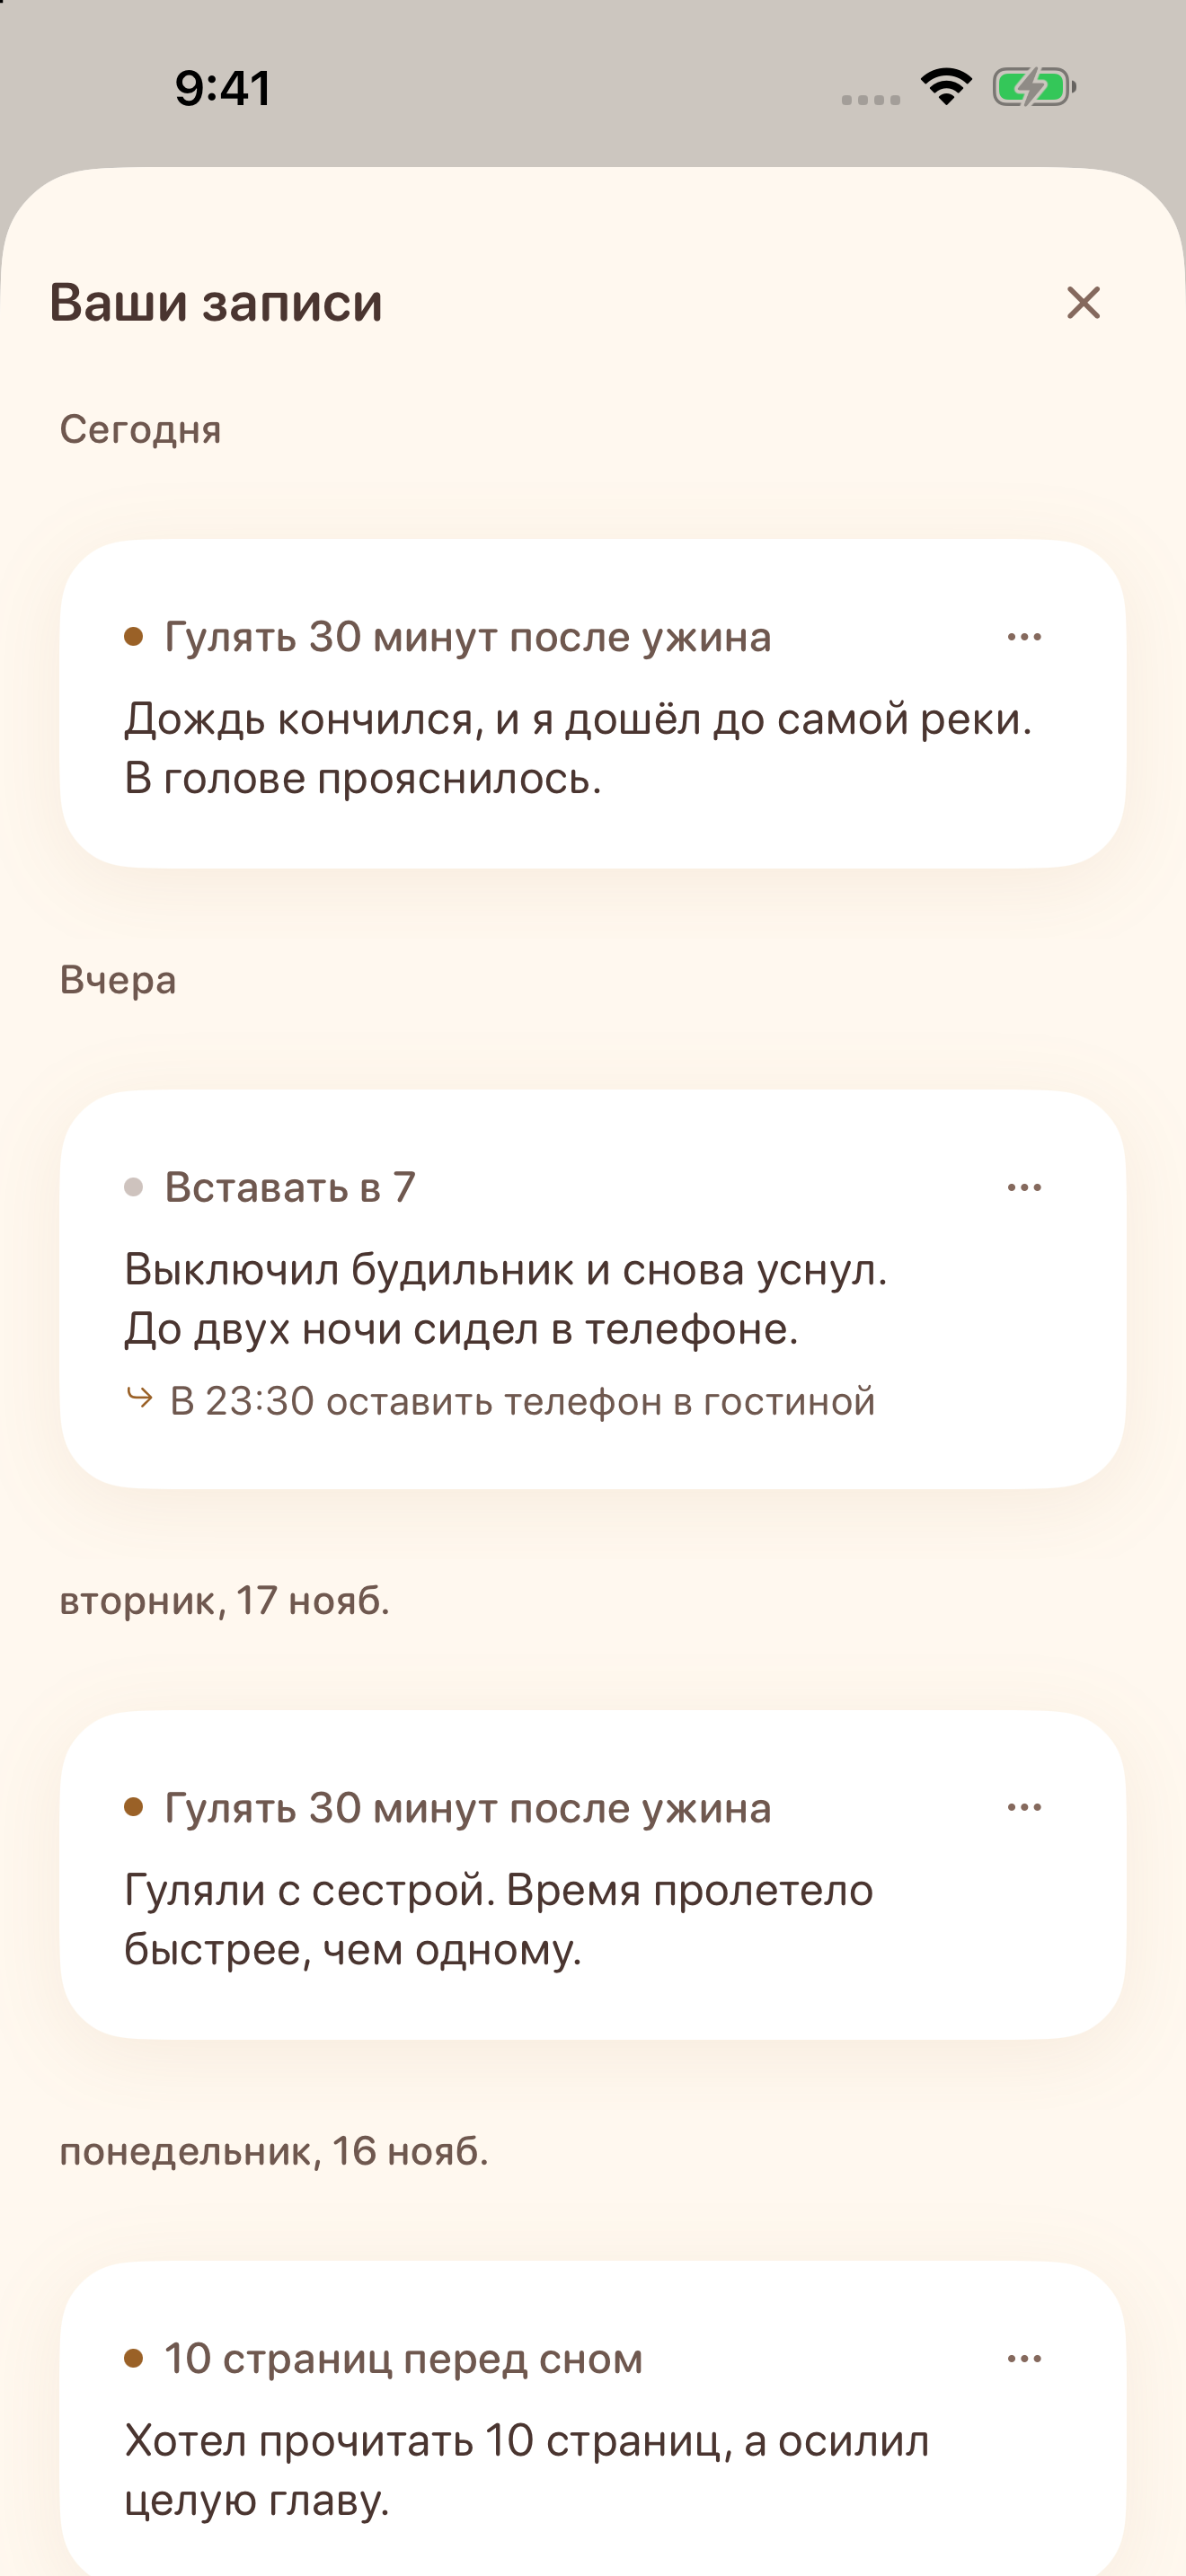 9:41
Ваши записи
Сегодня
Гулять 30 минут после ужина
Дождь кончился, и я дошёл до самой реки.
В голове прояснилось.
Вчера
Вставать в 7
Выключил будильник и снова уснул.
До двух ночи сидел в телефоне.
В 23:30 оставить телефон в гостиной
вторник, 17 нояб.
Гулять 30 минут после ужина
Гуляли с сестрой. Время пролетело
быстрее, чем одному.
понедельник, 16 нояб.
10 страниц перед сном
Хотел прочитать 10 страниц, а осилил
целую главу.